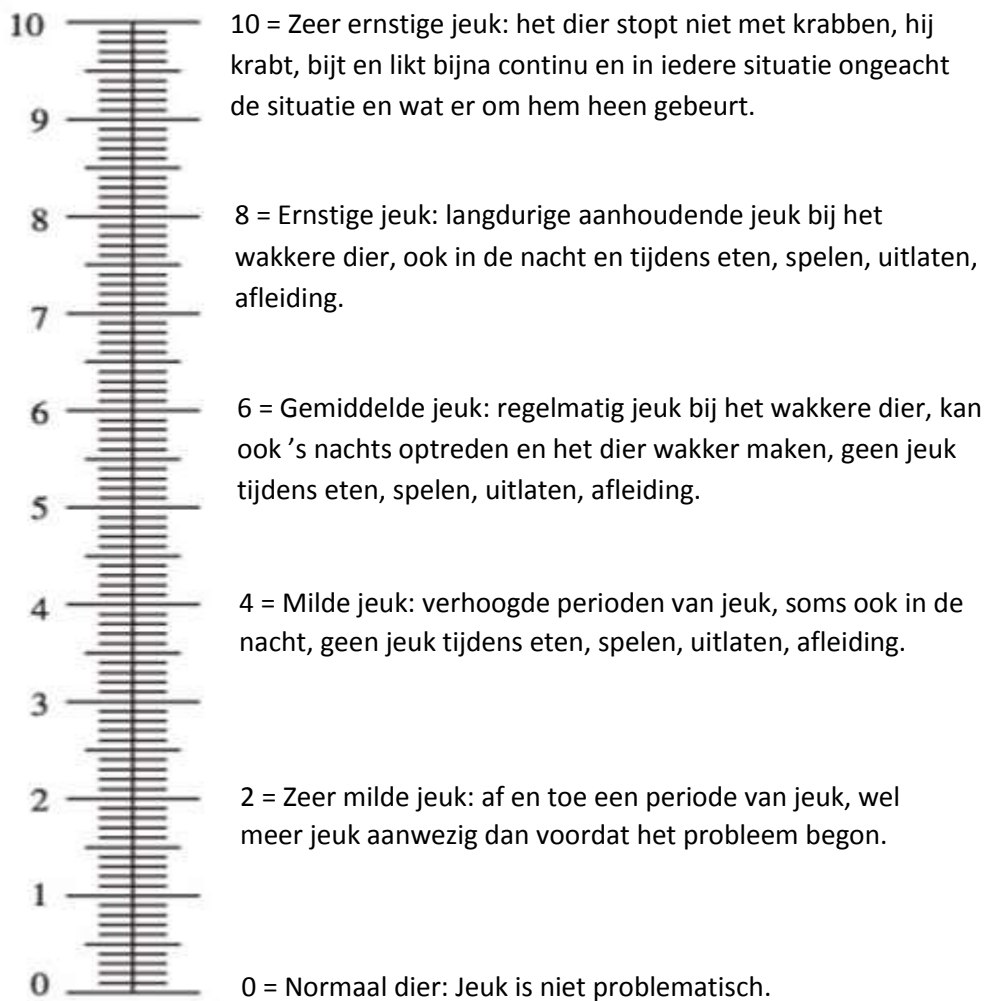 10
10 = Zeer ernstige jeuk: het dier stopt niet met krabben, hij
krabt, bijt en likt bijna continu en in iedere situatie ongeacht
de situatie en wat er om hem heen gebeurt.
9
8
8 = Ernstige jeuk: langdurige aanhoudende jeuk bij het
wakkere dier, ook in de nacht en tijdens eten, spelen, uitlaten,
afleiding.
7
6
6 = Gemiddelde jeuk: regelmatig jeuk bij het wakkere dier, kan
ook ’s nachts optreden en het dier wakker maken, geen jeuk
tijdens eten, spelen, uitlaten, afleiding.
5
4
4 = Milde jeuk: verhoogde perioden van jeuk, soms ook in de
nacht, geen jeuk tijdens eten, spelen, uitlaten, afleiding.
3
2
2 = Zeer milde jeuk: af en toe een periode van jeuk, wel
meer jeuk aanwezig dan voordat het probleem begon.
1
0
0 = Normaal dier: Jeuk is niet problematisch.